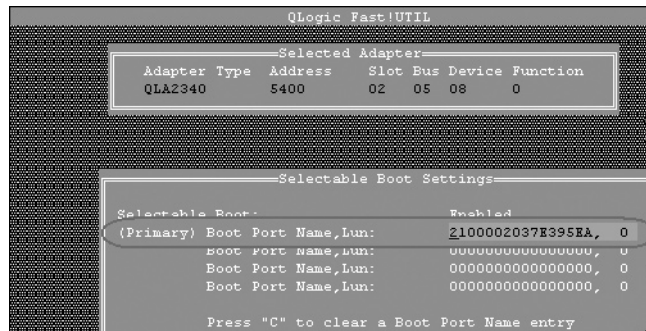 QLogic Fast!UTIL
Selected Adapter
Adapter Type Address Slot Bus Device Function
QLA2340 5400 02 05 08 0
Selectable Boot Settings
Selectable Boot: Enabled
(Primary) Boot Port Name,Lun: 2100002037E395EA, 0
Boot Port Name,Lun: 0000000000000000, 0
Boot Port Name,Lun: 0000000000000000, 0
Boot Port Name,Lun: 0000000000000000, 0
Press "C" to clear a Boot Port Name entry